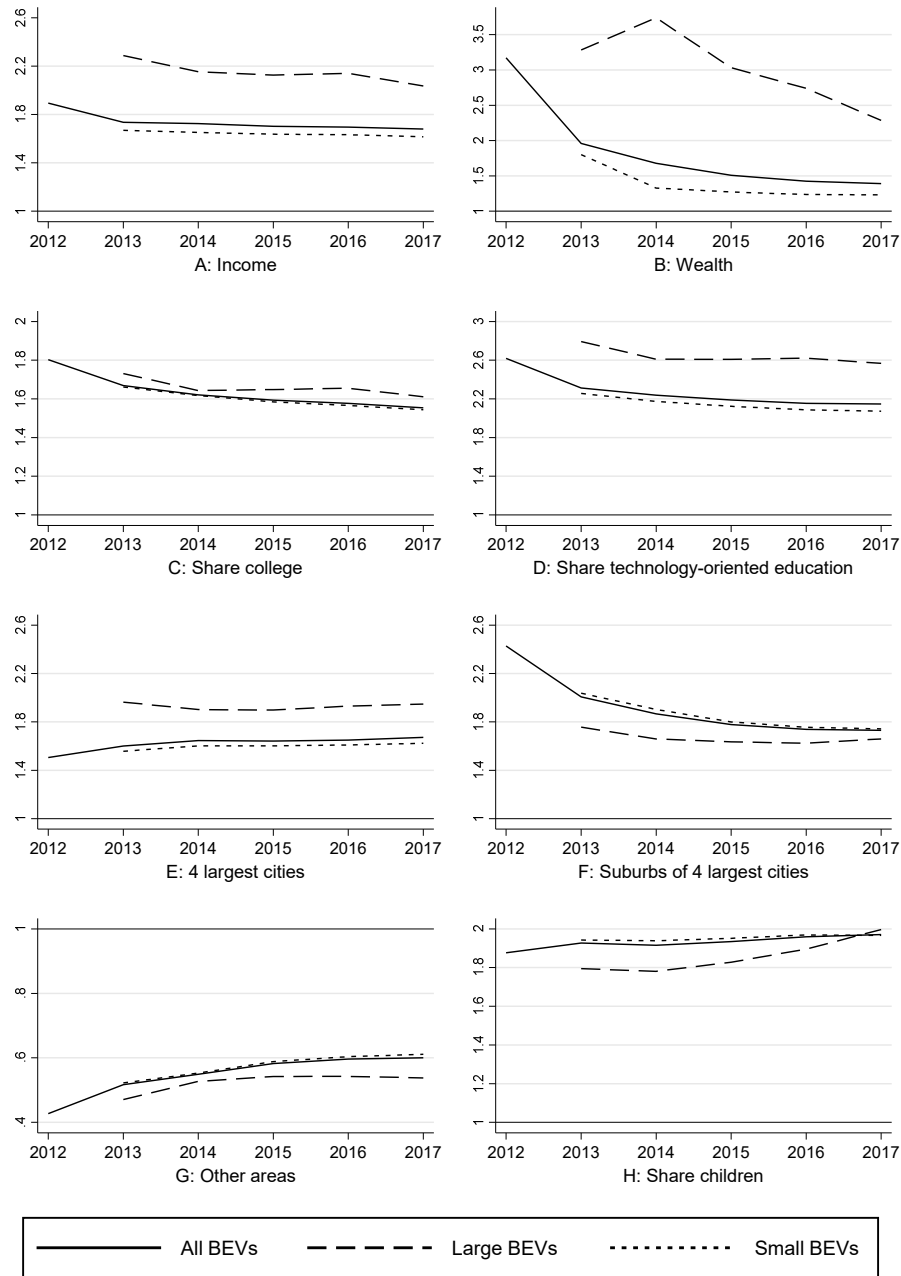 2.6
2.2
1.8
1.4
1
2012 2013 2014 2015 2016 2017
A: Income
3.5
3
2.5
2
1.5
1
2012 2013 2014 2015 2016 2017
B: Wealth
2
1.8
1.6
1.4
1.2
1
2012 2013 2014 2015 2016 2017
C: Share college
3
2.6
2.2
1.8
1.4
1
2012 2013 2014 2015 2016 2017
D: Share technology-oriented education
2.6
2.2
1.8
1.4
1
2012 2013 2014 2015 2016 2017
E: 4 largest cities
2.6
2.2
1.8
1.4
1
2012 2013 2014 2015 2016 2017
F: Suburbs of 4 largest cities
1
.8
.6
.4
2012 2013 2014 2015 2016 2017
G: Other areas
2
1.8
1.6
1.4
1.2
1
2012 2013 2014 2015 2016 2017
H: Share children
All BEVs Large BEVs Small BEVs